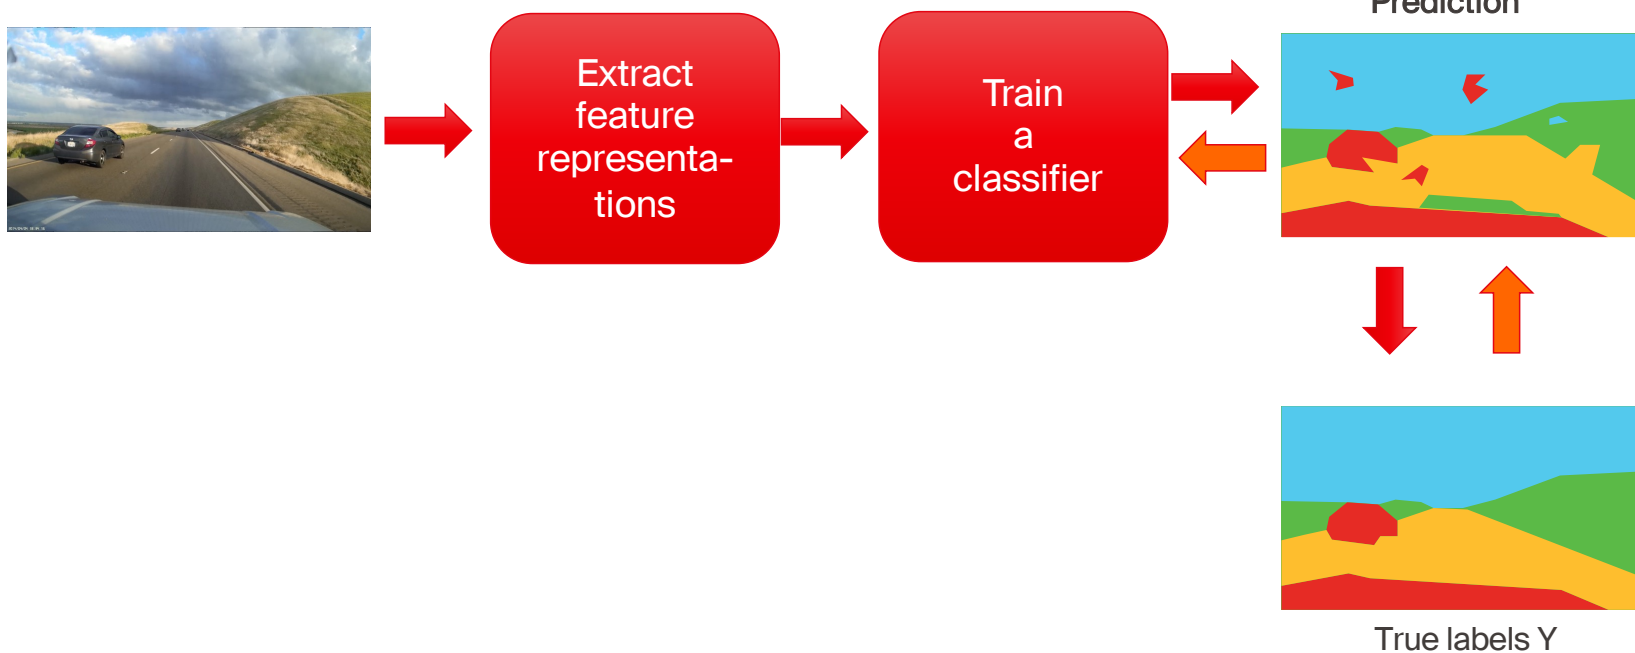 Prediction
Extract
feature
representa-
tions
Train
a
classifier
True labels Y